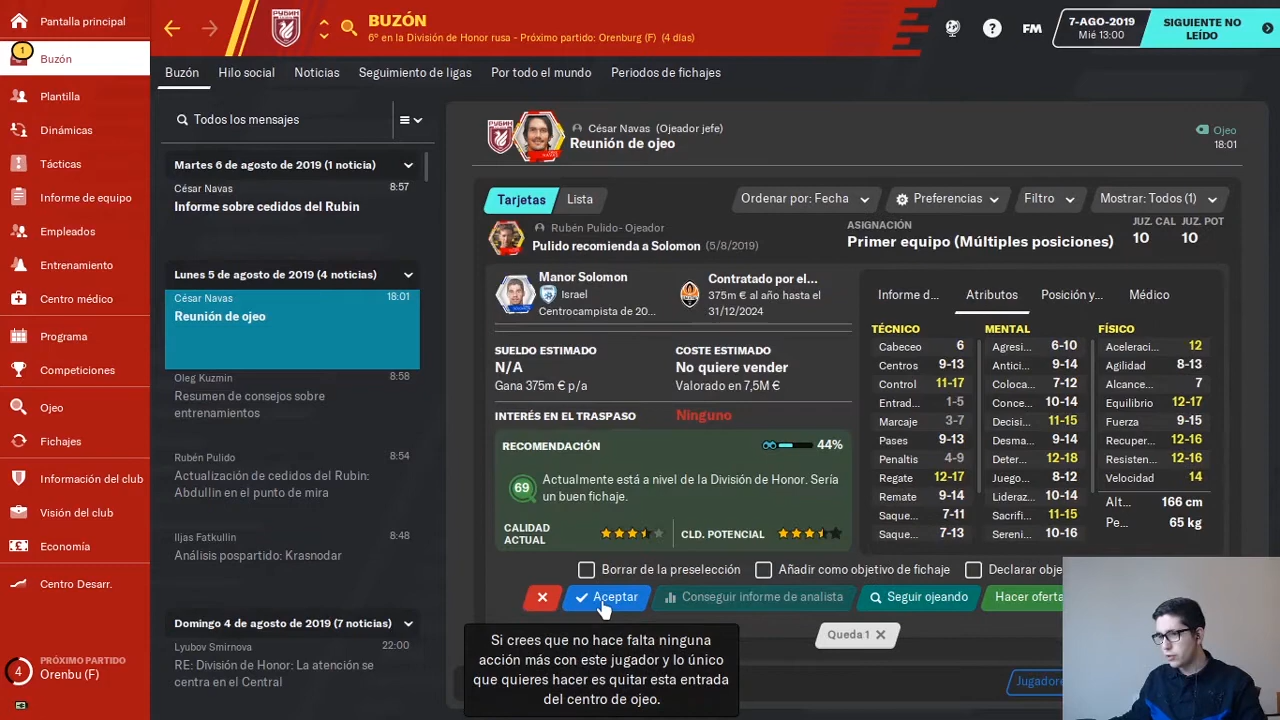 Pantalla principal
1
Buzón
Plantilla
Dinámicas
Tácticas
Informe de equipo
Empleados
Entrenamiento
Centro médico
Programa
Competiciones
Ojeo
Fichajes
Información del club
Visión del club
Economía
Centro Desarr.
4
PRÓXIMO PARTIDO
Orenbu (F)
РУБИН
BUZÓN
6º en la División de Honor rusa - Próximo partido: Orenburg (F) (4 días)
?
FM
7-AGO-2019
Mié 13:00
SIGUIENTE NO
LEÍDO
Buzón
Hilo social
Noticias
Seguimiento de ligas
Por todo el mundo
Periodos de fichajes
Todos los mensajes
Martes 6 de agosto de 2019 (1 noticia)
César Navas 8:57
Informe sobre cedidos del Rubin
Lunes 5 de agosto de 2019 (4 noticias)
César Navas 18:01
Reunión de ojeo
Oleg Kuzmin 8:58
Resumen de consejos sobre
entrenamientos
Rubén Pulido 8:54
Actualización de cedidos del Rubin:
Abdullin en el punto de mira
Iljas Fatkullin 8:48
Análisis pospartido: Krasnodar
Domingo 4 de agosto de 2019 (7 noticias)
Lyubov Smirnova 22:00
RE: División de Honor: La atención se
centra en el Central
РУБИН
César Navas (Ojeador jefe)
Reunión de ojeo
Ojeo
18:01
Tarjetas
Lista
Ordenar por: Fecha
Preferencias
Filtro
Mostrar: Todos (1)
Rubén Pulido- Ojeador
Pulido recomienda a Solomon (5/8/2019)
ASIGNACIÓN
Primer equipo (Múltiples posiciones)
JUZ. CAL JUZ. POT
10 10
Manor Solomon
Israel
Centrocampista de 20...
Contratado por el...
375m € al año hasta el
31/12/2024
SUELDO ESTIMADO
N/A
Gana 375m € p/a
COSTE ESTIMADO
No quiere vender
Valorado en 7,5M €
INTERÉS EN EL TRASPASO Ninguno
RECOMENDACIÓN 44%
69
Actualmente está a nivel de la División de Honor. Sería
un buen fichaje.
CALIDAD
ACTUAL
CLD. POTENCIAL
Informe d...
Atributos
Posición y...
Médico
TÉCNICO
Cabeceo 6
Centros 9-13
Control 11-17
Entrad... 1-5
Marcaje 3-7
Pases 9-13
Penaltis 4-9
Regate 12-17
Remate 9-14
Saque... 7-11
Saque... 7-13
MENTAL
Agresi... 6-10
Antici... 9-14
Coloca... 7-12
Conce... 10-14
Decisi... 11-15
Desma... 9-14
Deter... 12-18
Juego... 8-12
Lideraz... 10-14
Sacrifi... 11-15
Sereni... 10-16
FÍSICO
Aceleraci... 12
Agilidad 8-13
Alcance... 7
Equilibrio 12-17
Fuerza 9-15
Recuper... 12-16
Resisten... 12-16
Velocidad 14
Alt... 166 cm
Pe... 65 kg
Borrar de la preselección
Añadir como objetivo de fichaje
Declarar obje
Aceptar
Conseguir informe de analista
Seguir ojeando
Hacer oferta
Queda 1
Si crees que no hace falta ninguna
acción más con este jugador y lo único
que quieres hacer es quitar esta entrada
del centro de ojeo.
Jugadore